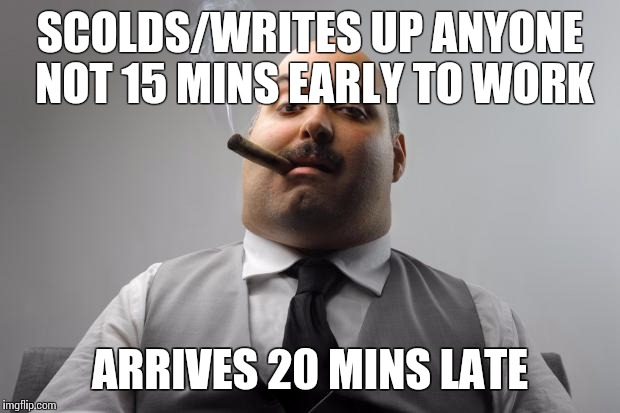 SCOLDS/WRITES UP ANYONE
NOT 15 MINS EARLY TO WORK
ARRIVES 20 MINS LATE
imgflip.com